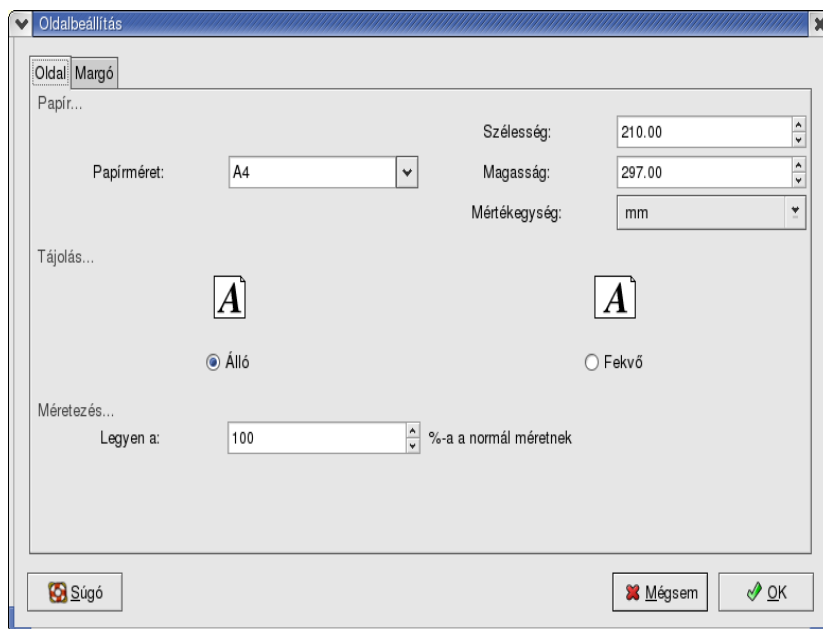 Oldalbeállítás
Oldal Margó
Papír...
Szélesség: 210.00
Papírméret: A4 Magasság: 297.00
Mértékegység: mm
Tájolás...
A A
Álló Fekvő
Méretezés...
Legyen a: 100 %-a a normál méretnek
Súgó Mégsem OK